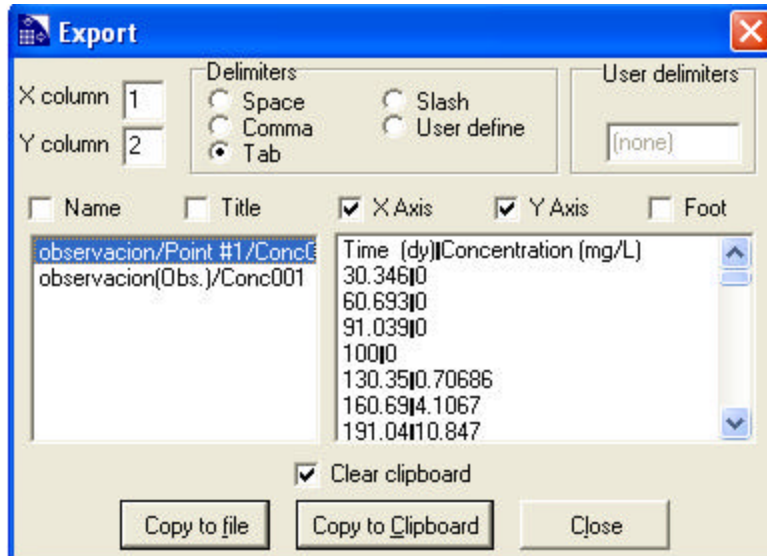 Export
Delimiters
User delimiters
X column 1
Space
Slash
Comma
User define
(none)
Y column 2
Tab
Name
Title
X Axis
Y Axis
Foot
observacion/Point #1/Conc0
observacion(Obs.)/Conc001
Time (dy)|Concentration (mg/L)
30.346|0
60.693|0
91.039|0
100|0
130.35|0.70686
160.69|4.1067
191.04|10.847
Clear clipboard
Copy to file
Copy to Clipboard
Close